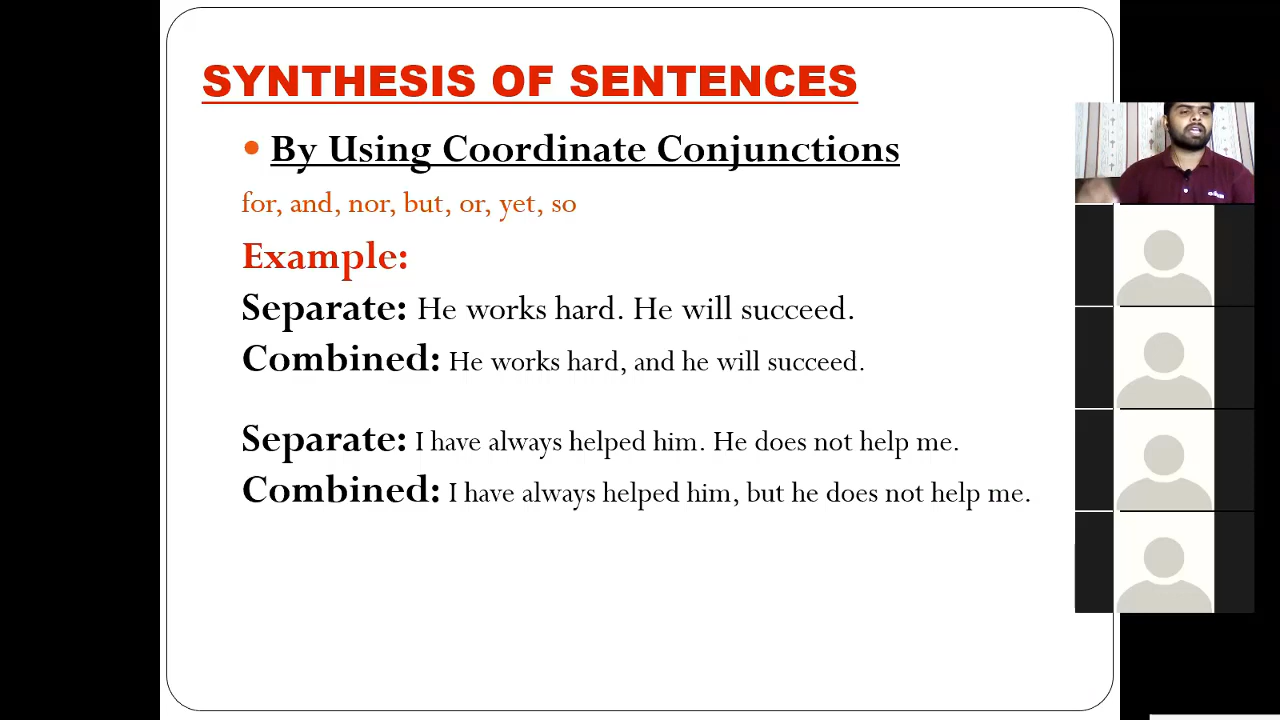 SYNTHESIS OF SENTENCES
• By Using Coordinate Conjunctions
for, and, nor, but, or, yet, so
Example:
Separate: He works hard. He will succeed.
Combined: He works hard, and he will succeed.
Separate: I have always helped him. He does not help me.
Combined: I have always helped him, but he does not help me.